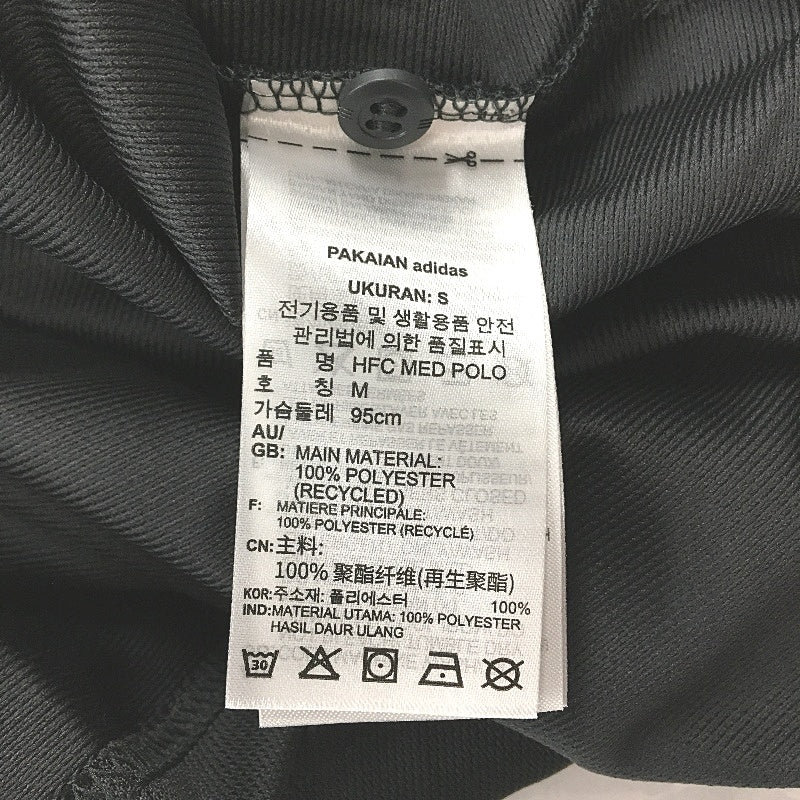 PAKAIAN adidas
UKURAN: S
전기용품 및 생활용품 안전
관리법에 의한 품질표시
품 명 HFC MED POLO
호 칭 M
가슴둘레 95cm
AU/
GB: MAIN MATERIAL:
100% POLYESTER
(RECYCLED)
F: MATIERE PRINCIPALE:
100% POLYESTER (RECYCLÉ)
CN: 主料:
100% 聚酯纤维(再生聚酯)
KOR: 주소재: 폴리에스터 100%
IND: MATERIAL UTAMA: 100% POLYESTER
HASIL DAUR ULANG
30